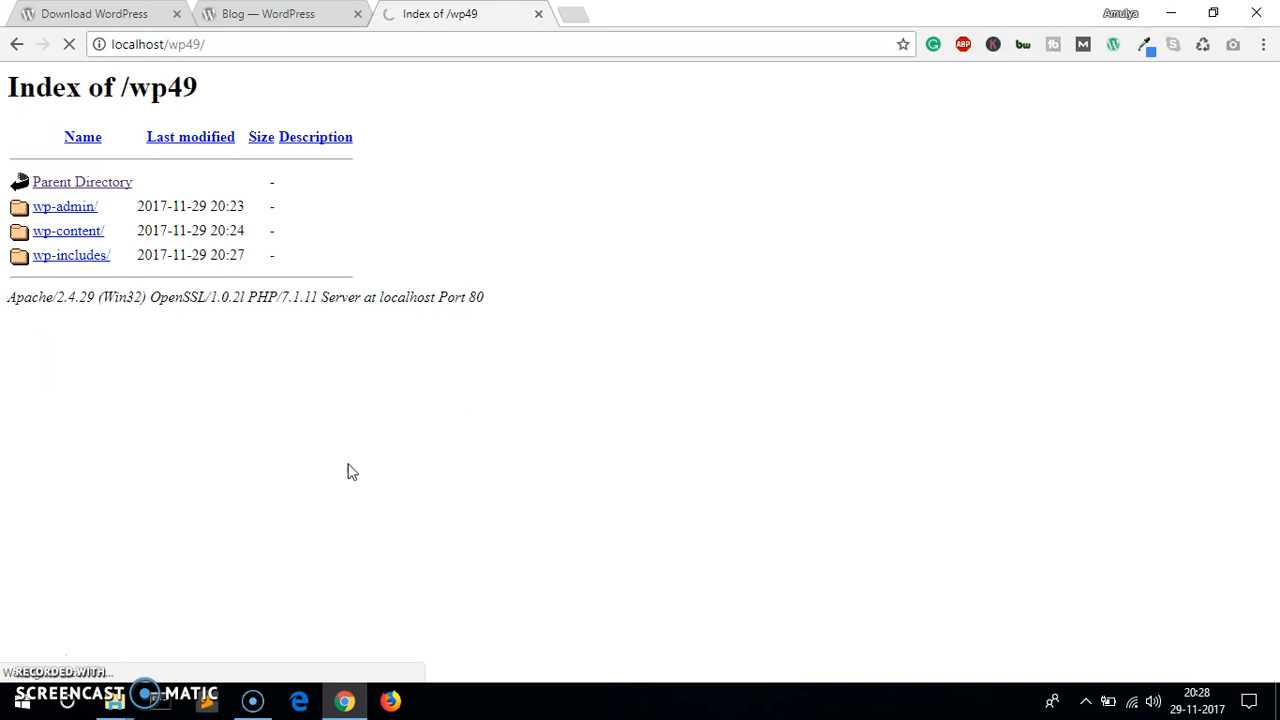 Download WordPress
Blog — WordPress
Index of /wp49
Amulya
localhost/wp49/
ABP
K
bw
fb
M
Index of /wp49
Name Last modified Size Description
Parent Directory -
wp-admin/ 2017-11-29 20:23 -
wp-content/ 2017-11-29 20:24 -
wp-includes/ 2017-11-29 20:27 -
Apache/2.4.29 (Win32) OpenSSL/1.0.2l PHP/7.1.11 Server at localhost Port 80
RECORDED WITH
SCREENCAST MATIC
20:28
29-11-2017